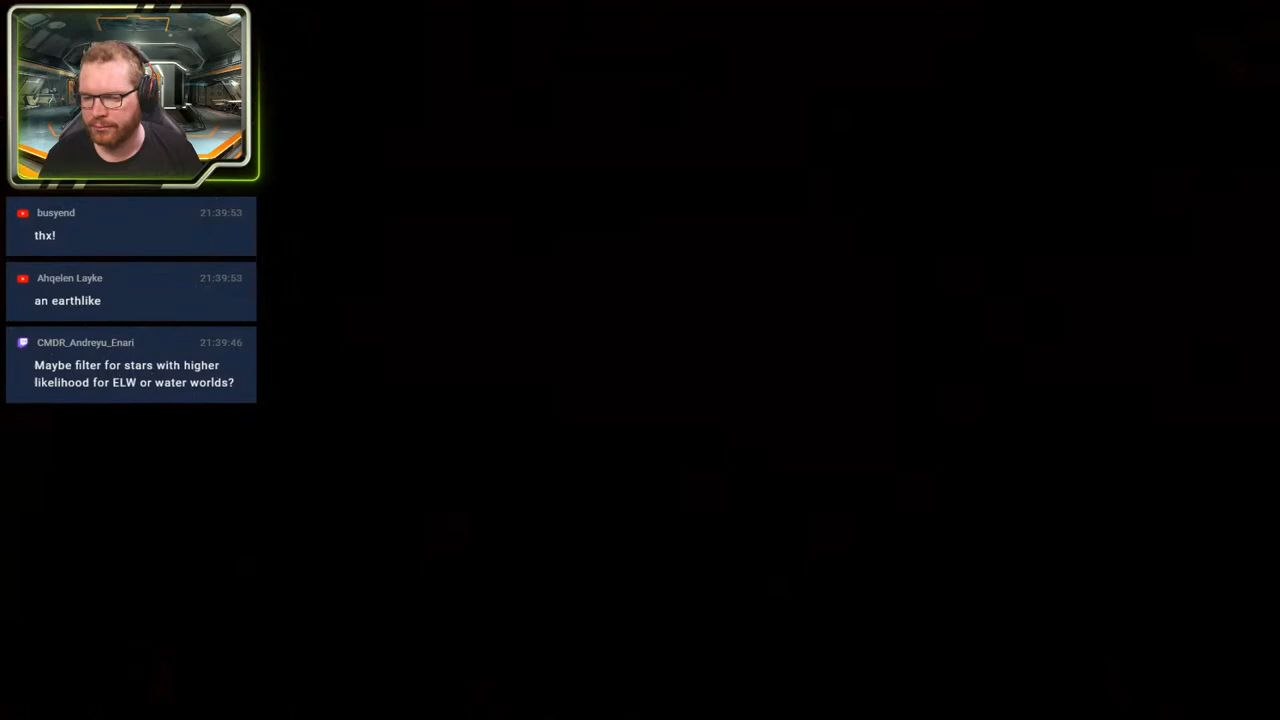 busyend 21:39:53
thx!
Ahqelen Layke 21:39:53
an earthlike
CMDR_Andreyu_Enari 21:39:46
Maybe filter for stars with higher
likelihood for ELW or water worlds?